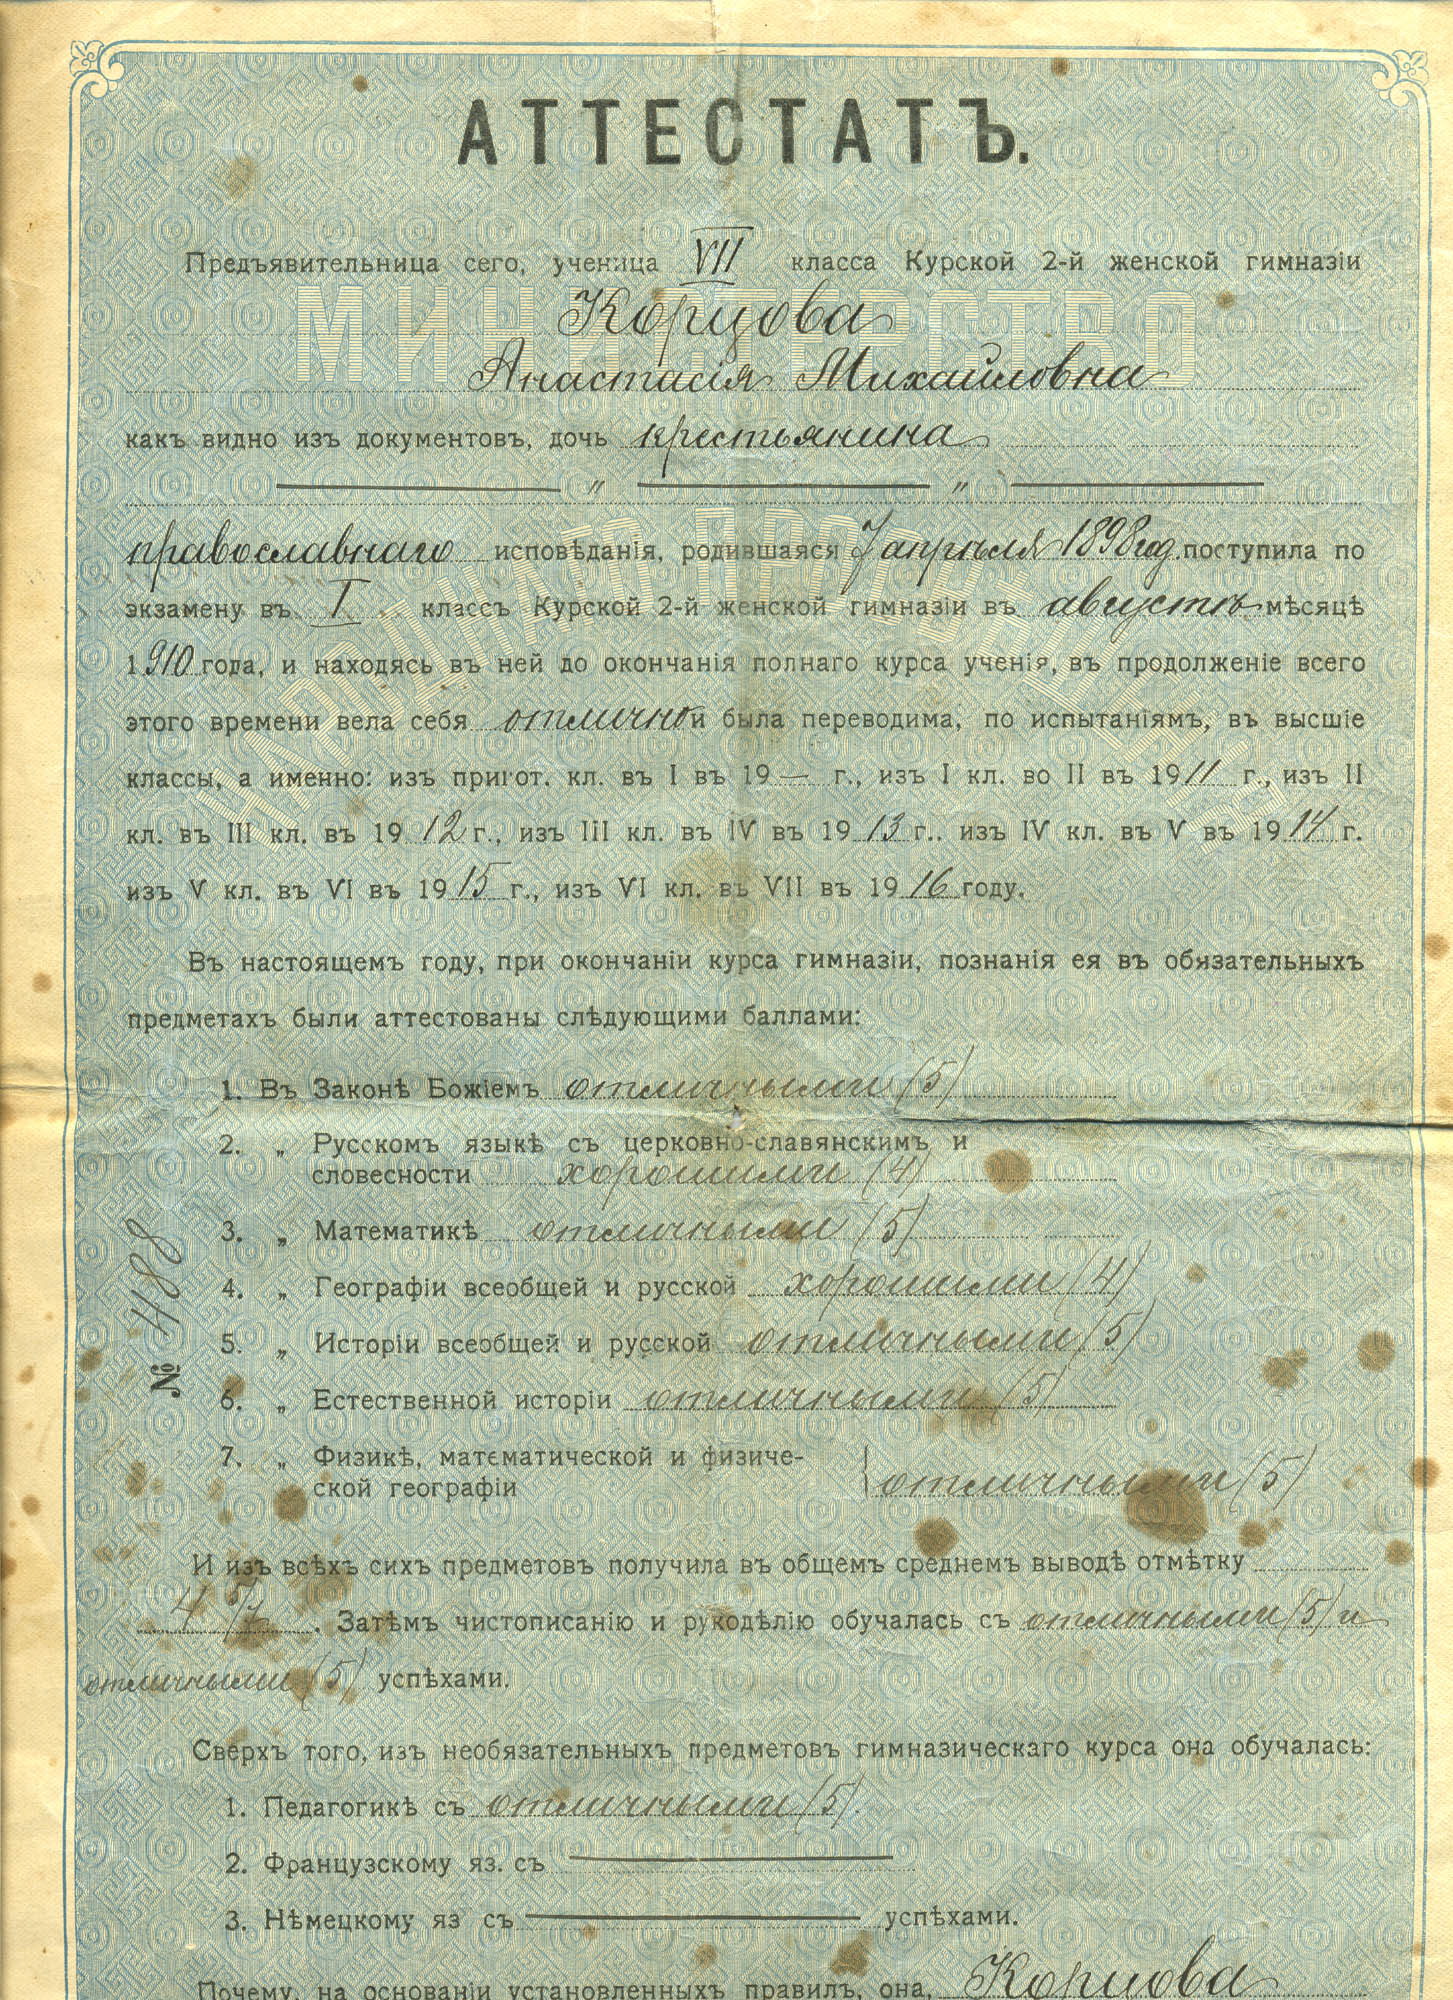 АТТЕСТАТЪ.
Предъявительница сего, ученица VII класса Курской 2-й женской гимназіи
МИНИСТЕРСТВО
Корцова
Анастасія Михайловна
какъ видно изъ документовъ, дочь крестьянина
" "
НАРОДНАГО ПРОСВѢЩЕНІЯ
православнаго исповѣданія, родившаяся 7 апрѣля 1898 год. поступила по
экзамену въ I классъ Курской 2-й женской гимназіи въ августѣ мѣсяцѣ
1910 года, и находясь въ ней до окончанія полнаго курса ученія, въ продолженіе всего
этого времени вела себя отлично и была переводима, по испытаніямъ, въ высшіе
классы, а именно: изъ пригот. кл. въ I въ 19 — г., изъ I кл. во II въ 1911 г., изъ II
кл. въ III кл. въ 1912 г., изъ III кл. въ IV въ 1913 г.. изъ IV кл. въ V въ 1914 г.
изъ V кл. въ VI въ 1915 г., изъ VI кл. въ VII въ 1916 году.
Въ настоящемъ году, при окончаніи курса гимназіи, познанія ея въ обязательныхъ
предметахъ были аттестованы слѣдующими баллами:
1. Въ Законѣ Божіемъ отличными (5)
2. „ Русскомъ языкѣ съ церковно-славянскимъ и
словесности хорошими (4)
3. „ Математикѣ отличными (5)
4. „ Географіи всеобщей и русской хорошими (4)
5. „ Исторіи всеобщей и русской отличными (5)
6. „ Естественной исторіи отличными (5)
7. „ Физикѣ, математической и физиче-
ской географіи отличными (5)
№ 488
И изъ всѣхъ сихъ предметовъ получила въ общемъ среднемъ выводѣ отмѣтку
4 5/7. Затѣмъ чистописанію и рукодѣлію обучалась съ отличными (5) и
отличными (5) успѣхами.
Сверхъ того, изъ необязательныхъ предметовъ гимназическаго курса она обучалась:
1. Педагогикѣ съ отличными (5).
2. Французскому яз. съ
3. Нѣмецкому яз съ успѣхами.
Почему, на основаніи установленныхъ правилъ, она, Корцова